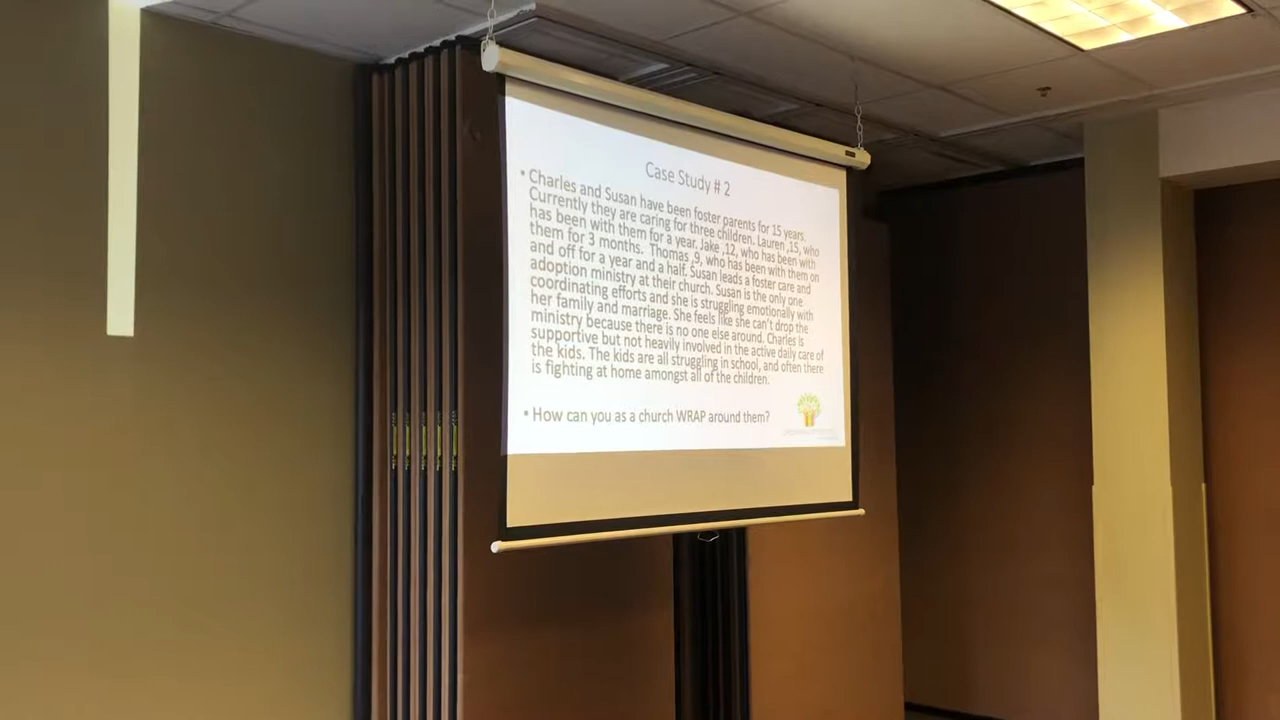 Case Study # 2
• Charles and Susan have been foster parents for 15 years.
Currently they are caring for three children. Lauren ,15, who
has been with them for a year. Jake ,12, who has been with
them for 3 months. Thomas ,9, who has been with them on
and off for a year and a half. Susan leads a foster care and
adoption ministry at their church. Susan is the only one
coordinating efforts and she is struggling emotionally with
her family and marriage. She feels like she can't drop the
ministry because there is no one else around. Charles is
supportive but not heavily involved in the active daily care of
the kids. The kids are all struggling in school, and often there
is fighting at home amongst all of the children.
• How can you as a church WRAP around them?